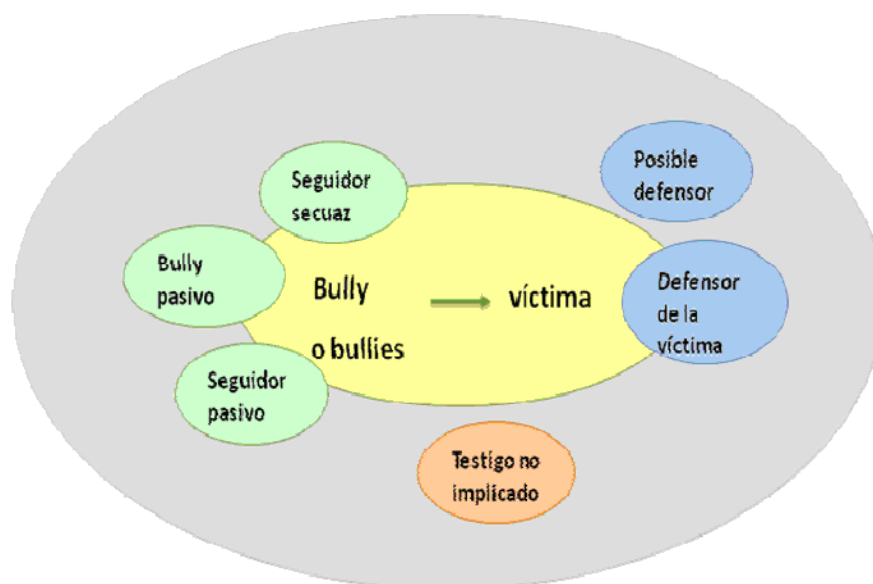 Seguidor
secuaz
Posible
defensor
Bully
pasivo
Bully
o bullies
víctima
Defensor
de la
víctima
Seguidor
pasivo
Testigo no
implicado